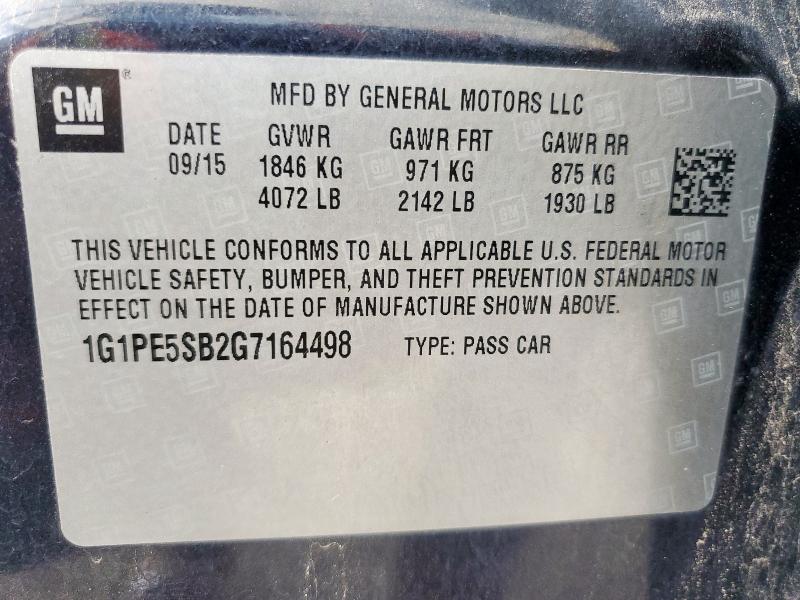 GM®
MFD BY GENERAL MOTORS LLC
DATE GVWR GAWR FRT GAWR RR
09/15 1846 KG 971 KG 875 KG
4072 LB 2142 LB 1930 LB
THIS VEHICLE CONFORMS TO ALL APPLICABLE U.S. FEDERAL MOTOR
VEHICLE SAFETY, BUMPER, AND THEFT PREVENTION STANDARDS IN
EFFECT ON THE DATE OF MANUFACTURE SHOWN ABOVE.
1G1PE5SB2G7164498 TYPE: PASS CAR